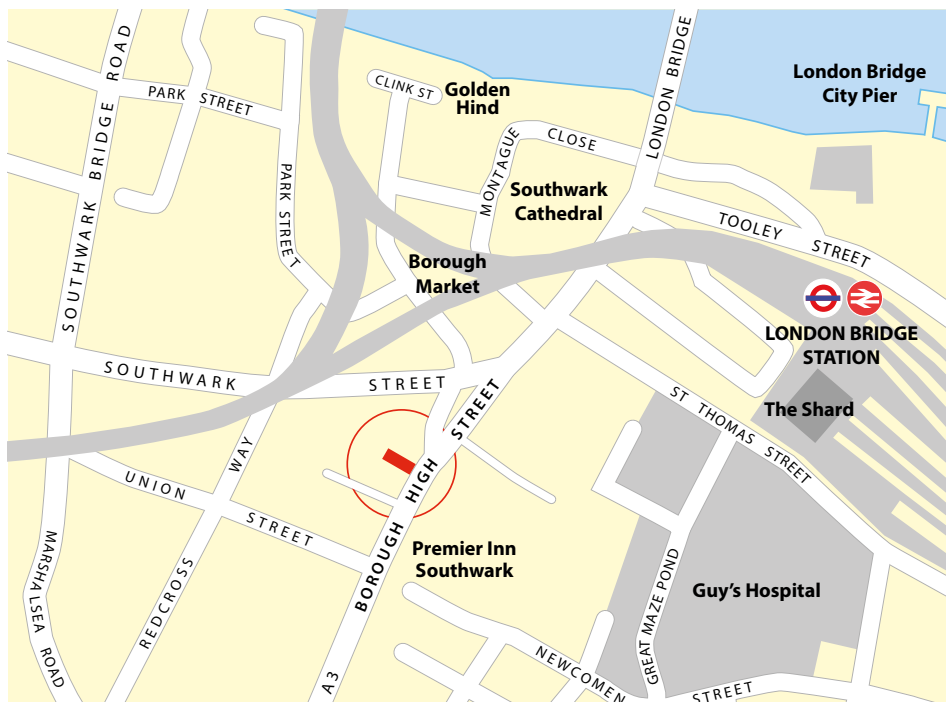 SOUTHWARK BRIDGE ROAD
PARK STREET
CLINK ST
Golden
Hind
LONDON BRIDGE
London Bridge
City Pier
MONTAGUE CLOSE
PARK STREET
Southwark
Cathedral
TOOLEY STREET
Borough
Market
LONDON BRIDGE
STATION
SOUTHWARK STREET
The Shard
ST THOMAS STREET
BOROUGH HIGH STREET
A3
UNION STREET
REDCROSS WAY
MARSHALSEA ROAD
Premier Inn
Southwark
Guy's Hospital
GREAT MAZE POND
NEWCOMEN STREET